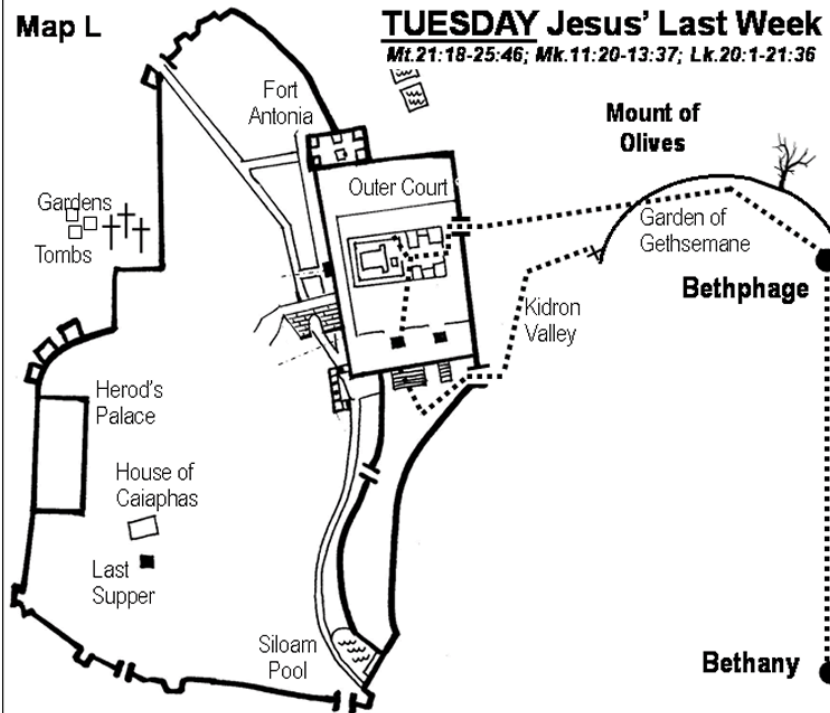 Map L
TUESDAY Jesus' Last Week
Mt.21:18-25:46; Mk.11:20-13:37; Lk.20:1-21:36
Fort
Antonia
Mount of
Olives
Outer Court
Gardens
Tombs
Garden of
Gethsemane
Bethphage
Kidron
Valley
Herod's
Palace
House of
Caiaphas
Last
Supper
Siloam
Pool
Bethany